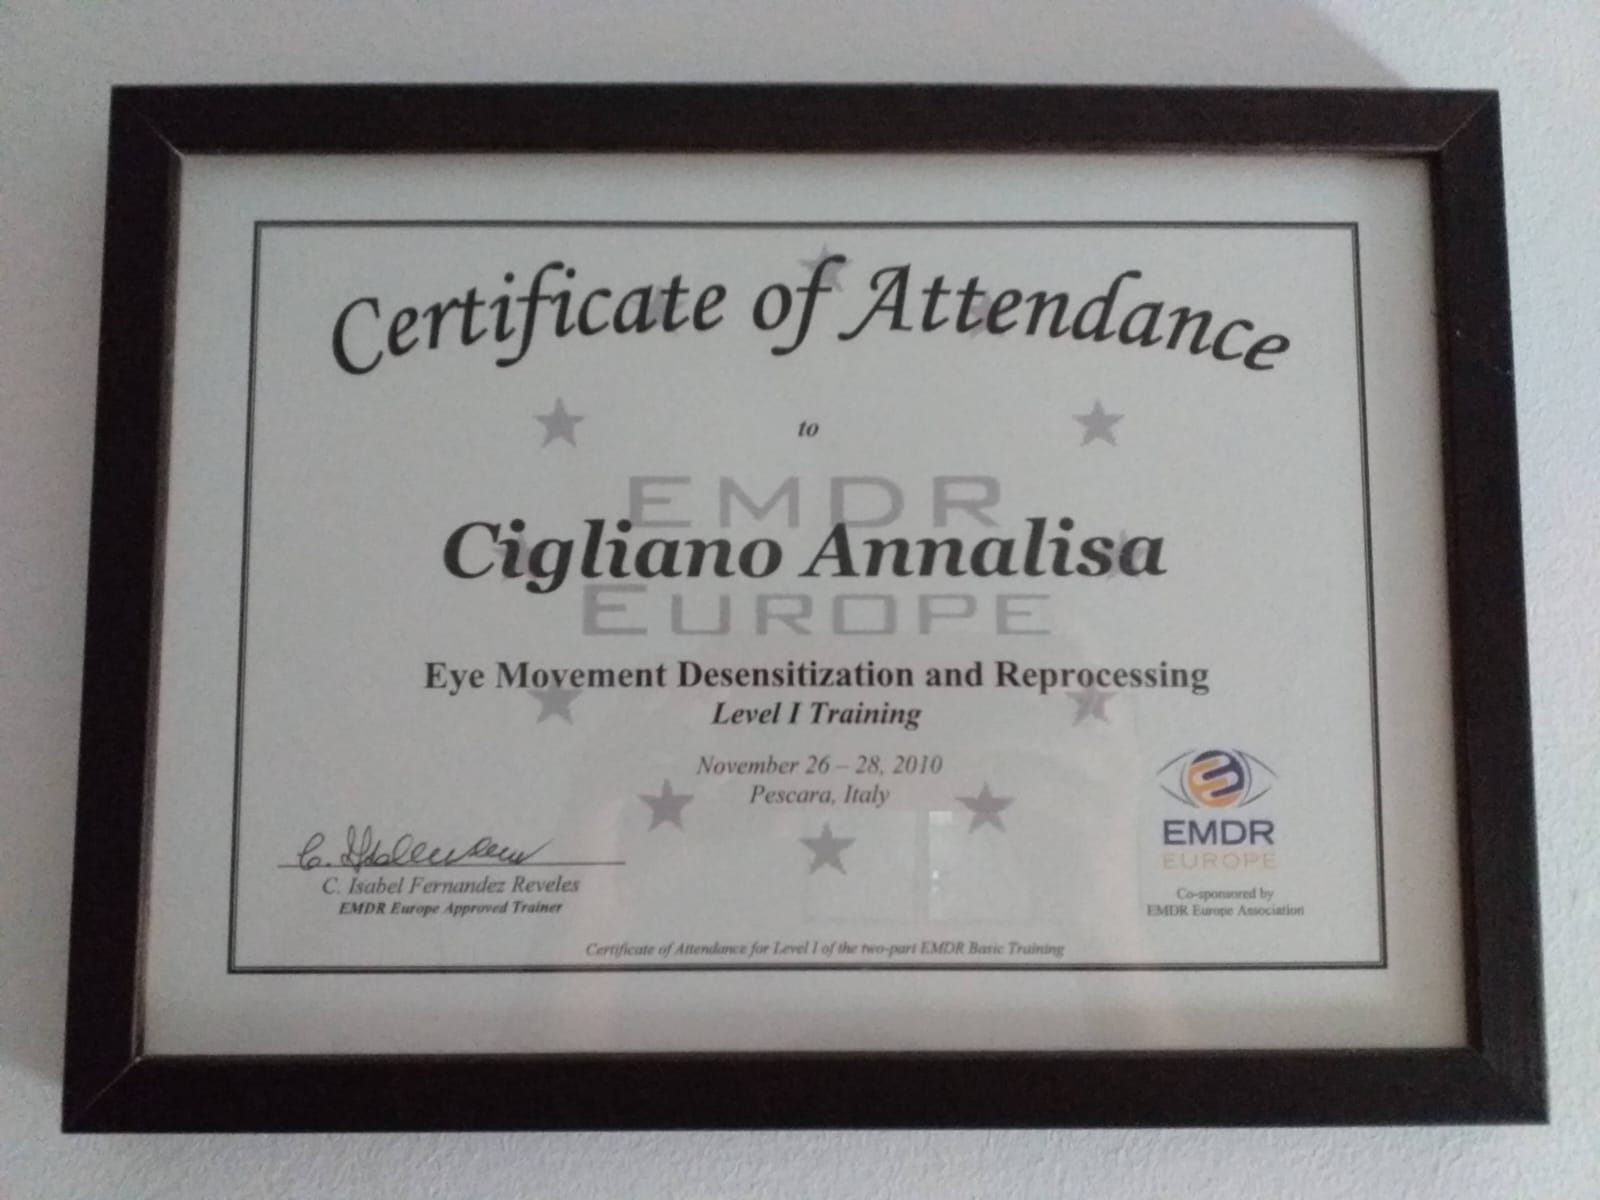 Certificate of Attendance
to
EMDR
Cigliano Annalisa
EUROPE
Eye Movement Desensitization and Reprocessing
Level I Training
November 26 – 28, 2010
Pescara, Italy
C. Isabel Fernandez Reveles
EMDR Europe Approved Trainer
EMDR
EUROPE
Co-sponsored by
EMDR Europe Association
Certificate of Attendance for Level I of the two-part EMDR Basic Training